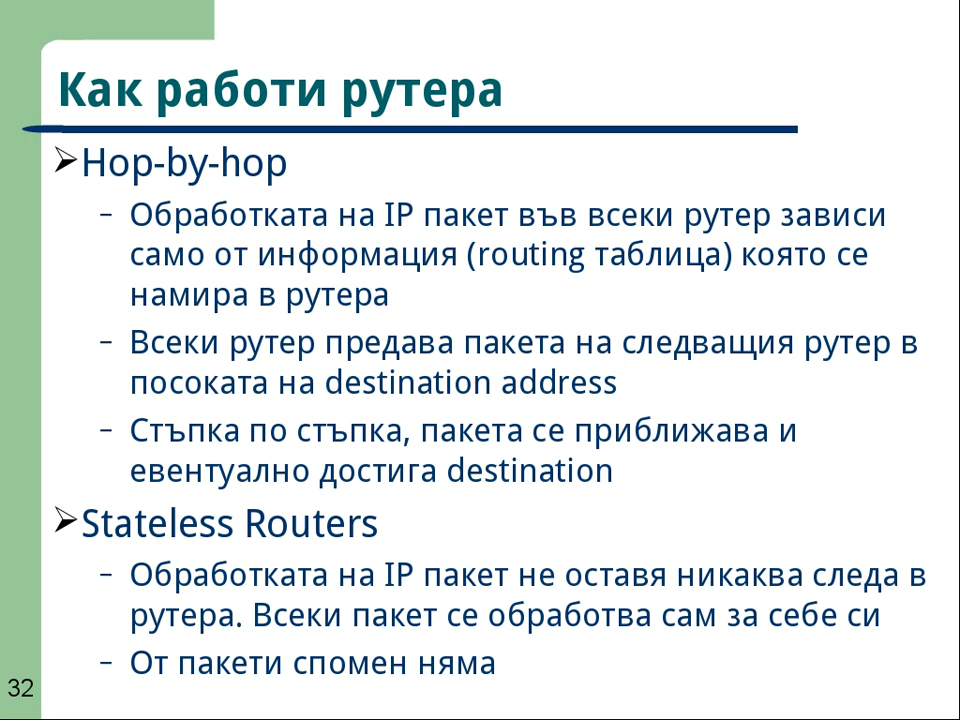 Как работи рутера
➢Hop-by-hop
– Обработката на IP пакет във всеки рутер зависи
само от информация (routing таблица) която се
намира в рутера
– Всеки рутер предава пакета на следващия рутер в
посоката на destination address
– Стъпка по стъпка, пакета се приближава и
евентуално достига destination
➢Stateless Routers
– Обработката на IP пакет не оставя никаква следа в
рутера. Всеки пакет се обработва сам за себе си
– От пакети спомен няма
32